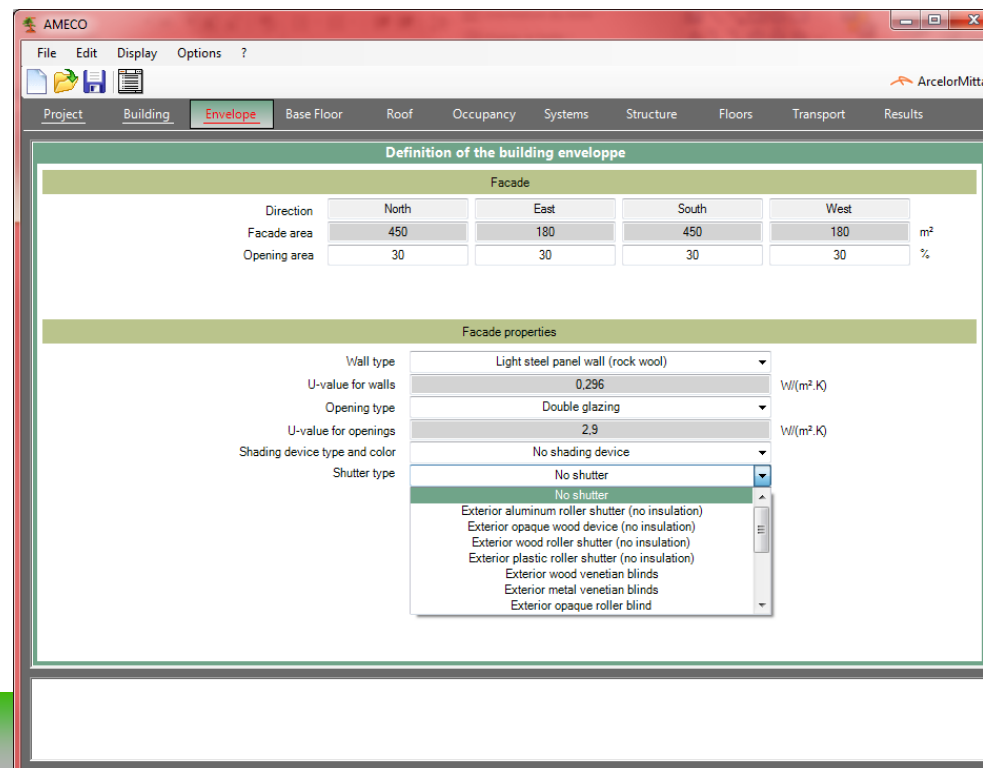 AMECO
File Edit Display Options ?
ArcelorMitta
Project Building Envelope Base Floor Roof Occupancy Systems Structure Floors Transport Results
Definition of the building enveloppe
Facade
Direction North East South West
Facade area 450 180 450 180 m²
Opening area 30 30 30 30 %
Facade properties
Wall type Light steel panel wall (rock wool)
U-value for walls 0,296 W/(m².K)
Opening type Double glazing
U-value for openings 2,9 W/(m².K)
Shading device type and color No shading device
Shutter type No shutter
No shutter
Exterior aluminum roller shutter (no insulation)
Exterior opaque wood device (no insulation)
Exterior wood roller shutter (no insulation)
Exterior plastic roller shutter (no insulation)
Exterior wood venetian blinds
Exterior metal venetian blinds
Exterior opaque roller blind